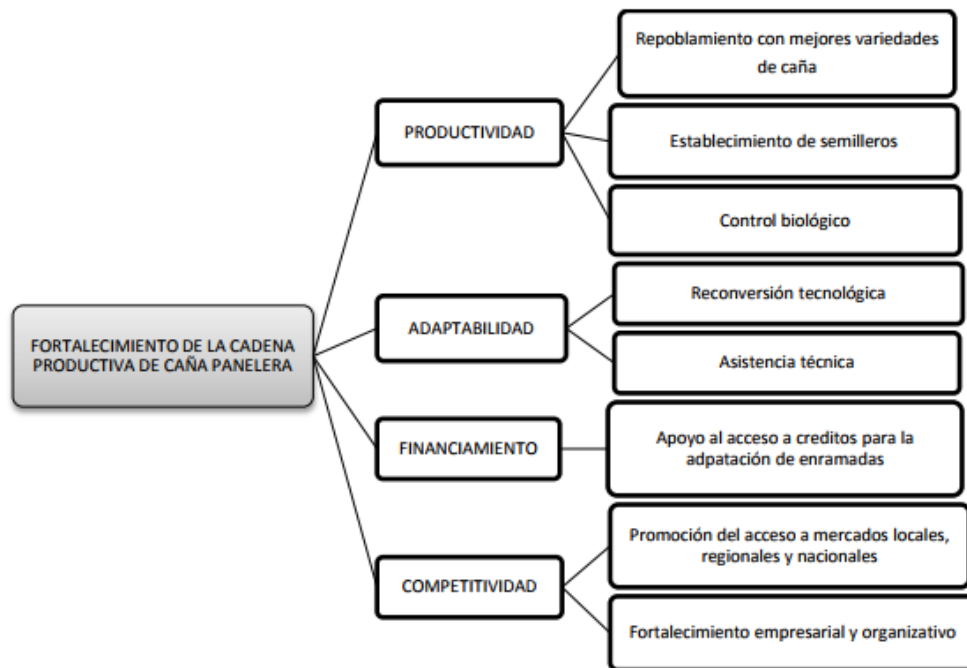 FORTALECIMIENTO DE LA CADENA
PRODUCTIVA DE CAÑA PANELERA
PRODUCTIVIDAD
Repoblamiento con mejores variedades
de caña
Establecimiento de semilleros
Control biológico
ADAPTABILIDAD
Reconversión tecnológica
Asistencia técnica
FINANCIAMIENTO
Apoyo al acceso a creditos para la
adpatación de enramadas
COMPETITIVIDAD
Promoción del acceso a mercados locales,
regionales y nacionales
Fortalecimiento empresarial y organizativo